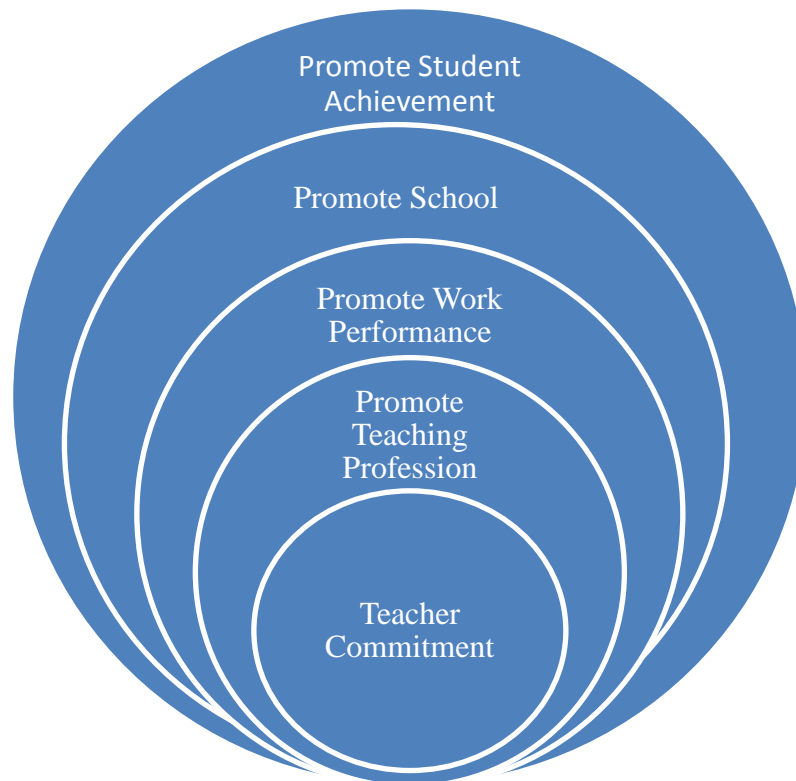 Promote Student
Achievement
Promote School
Promote Work
Performance
Promote
Teaching
Profession
Teacher
Commitment